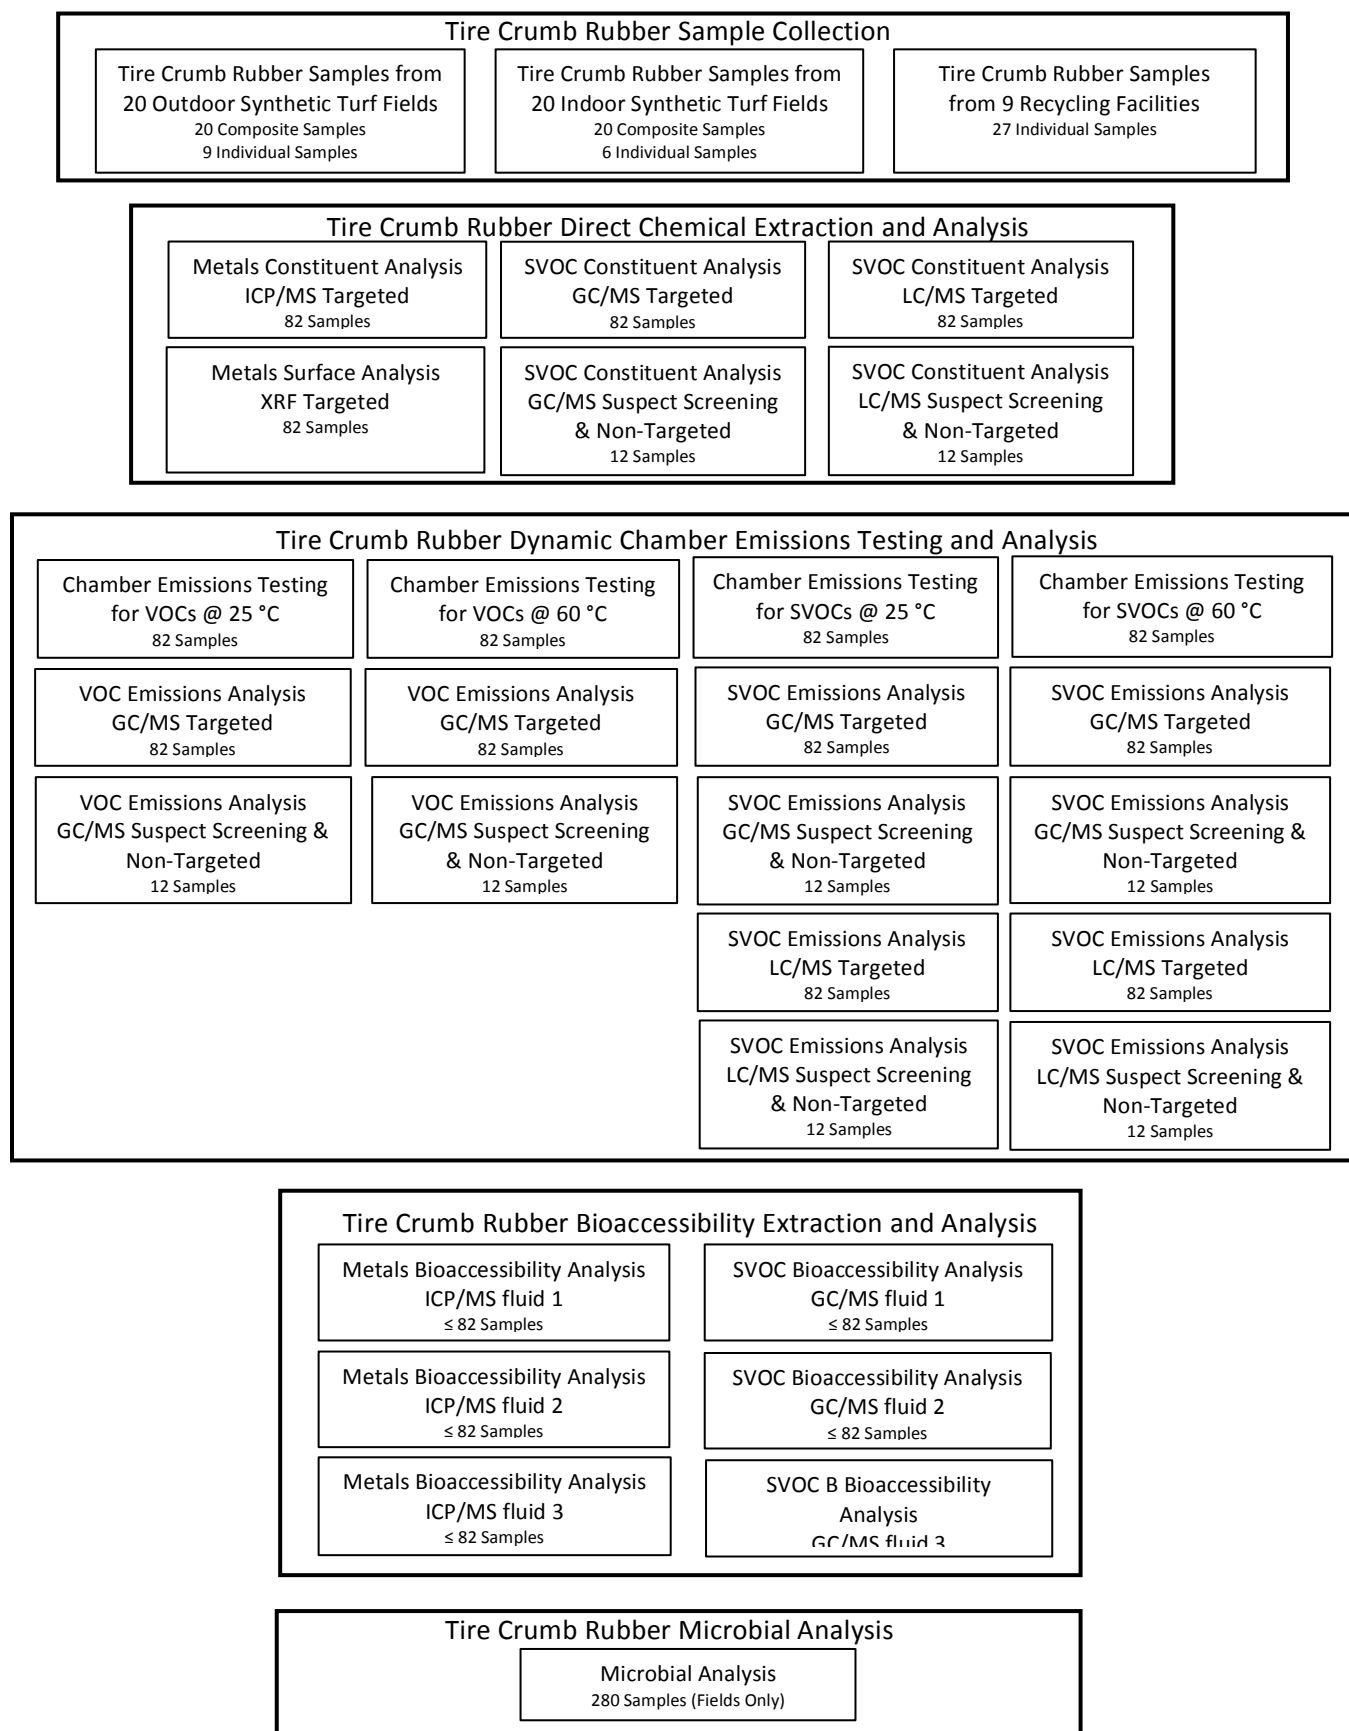 Tire Crumb Rubber Sample Collection
Tire Crumb Rubber Samples from
20 Outdoor Synthetic Turf Fields
20 Composite Samples
9 Individual Samples
Tire Crumb Rubber Samples from
20 Indoor Synthetic Turf Fields
20 Composite Samples
6 Individual Samples
Tire Crumb Rubber Samples
from 9 Recycling Facilities
27 Individual Samples
Tire Crumb Rubber Direct Chemical Extraction and Analysis
Metals Constituent Analysis
ICP/MS Targeted
82 Samples
SVOC Constituent Analysis
GC/MS Targeted
82 Samples
SVOC Constituent Analysis
LC/MS Targeted
82 Samples
Metals Surface Analysis
XRF Targeted
82 Samples
SVOC Constituent Analysis
GC/MS Suspect Screening
& Non-Targeted
12 Samples
SVOC Constituent Analysis
LC/MS Suspect Screening
& Non-Targeted
12 Samples
Tire Crumb Rubber Dynamic Chamber Emissions Testing and Analysis
Chamber Emissions Testing
for VOCs @ 25 °C
82 Samples
Chamber Emissions Testing
for VOCs @ 60 °C
82 Samples
Chamber Emissions Testing
for SVOCs @ 25 °C
82 Samples
Chamber Emissions Testing
for SVOCs @ 60 °C
82 Samples
VOC Emissions Analysis
GC/MS Targeted
82 Samples
VOC Emissions Analysis
GC/MS Targeted
82 Samples
SVOC Emissions Analysis
GC/MS Targeted
82 Samples
SVOC Emissions Analysis
GC/MS Targeted
82 Samples
VOC Emissions Analysis
GC/MS Suspect Screening &
Non-Targeted
12 Samples
VOC Emissions Analysis
GC/MS Suspect Screening
& Non-Targeted
12 Samples
SVOC Emissions Analysis
GC/MS Suspect Screening
& Non-Targeted
12 Samples
SVOC Emissions Analysis
GC/MS Suspect Screening &
Non-Targeted
12 Samples
SVOC Emissions Analysis
LC/MS Targeted
82 Samples
SVOC Emissions Analysis
LC/MS Targeted
82 Samples
SVOC Emissions Analysis
LC/MS Suspect Screening
& Non-Targeted
12 Samples
SVOC Emissions Analysis
LC/MS Suspect Screening &
Non-Targeted
12 Samples
Tire Crumb Rubber Bioaccessibility Extraction and Analysis
Metals Bioaccessibility Analysis
ICP/MS fluid 1
≤ 82 Samples
SVOC Bioaccessibility Analysis
GC/MS fluid 1
≤ 82 Samples
Metals Bioaccessibility Analysis
ICP/MS fluid 2
≤ 82 Samples
SVOC Bioaccessibility Analysis
GC/MS fluid 2
≤ 82 Samples
Metals Bioaccessibility Analysis
ICP/MS fluid 3
≤ 82 Samples
SVOC B Bioaccessibility
Analysis
GC/MS fluid 3
Tire Crumb Rubber Microbial Analysis
Microbial Analysis
280 Samples (Fields Only)